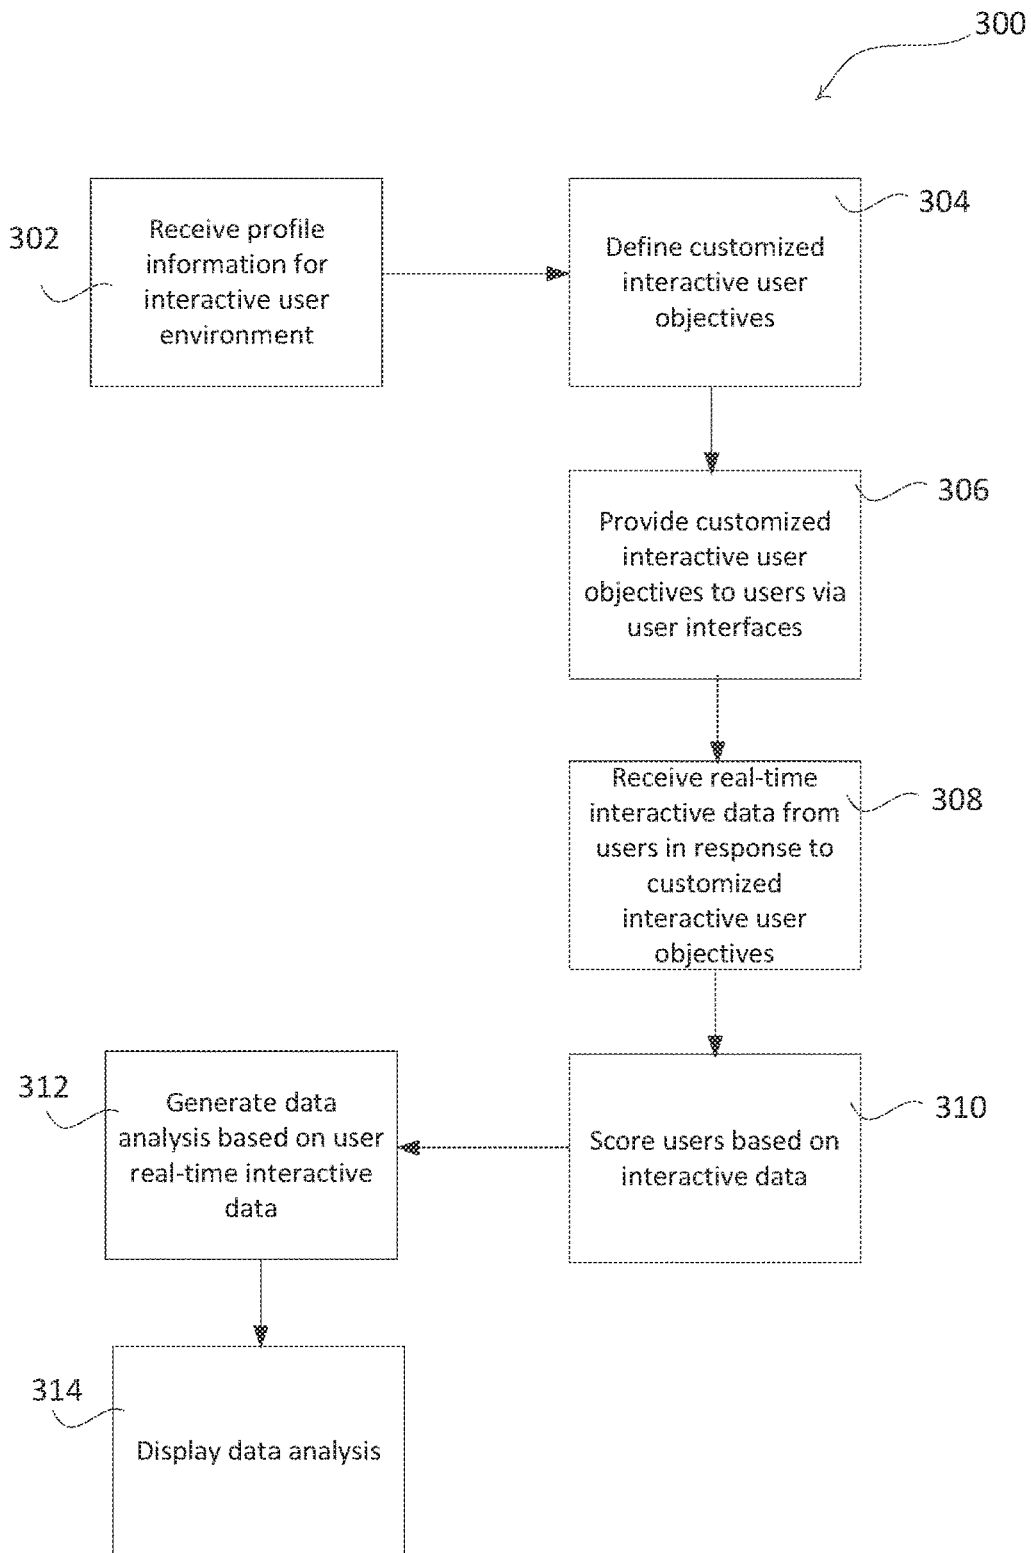 300
302
Receive profile
information for
interactive user
environment
304
Define customized
interactive user
objectives
306
Provide customized
interactive user
objectives to users via
user interfaces
308
Receive real-time
interactive data from
users in response to
customized
interactive user
objectives
310
Score users based on
interactive data
312
Generate data
analysis based on user
real-time interactive
data
314
Display data analysis